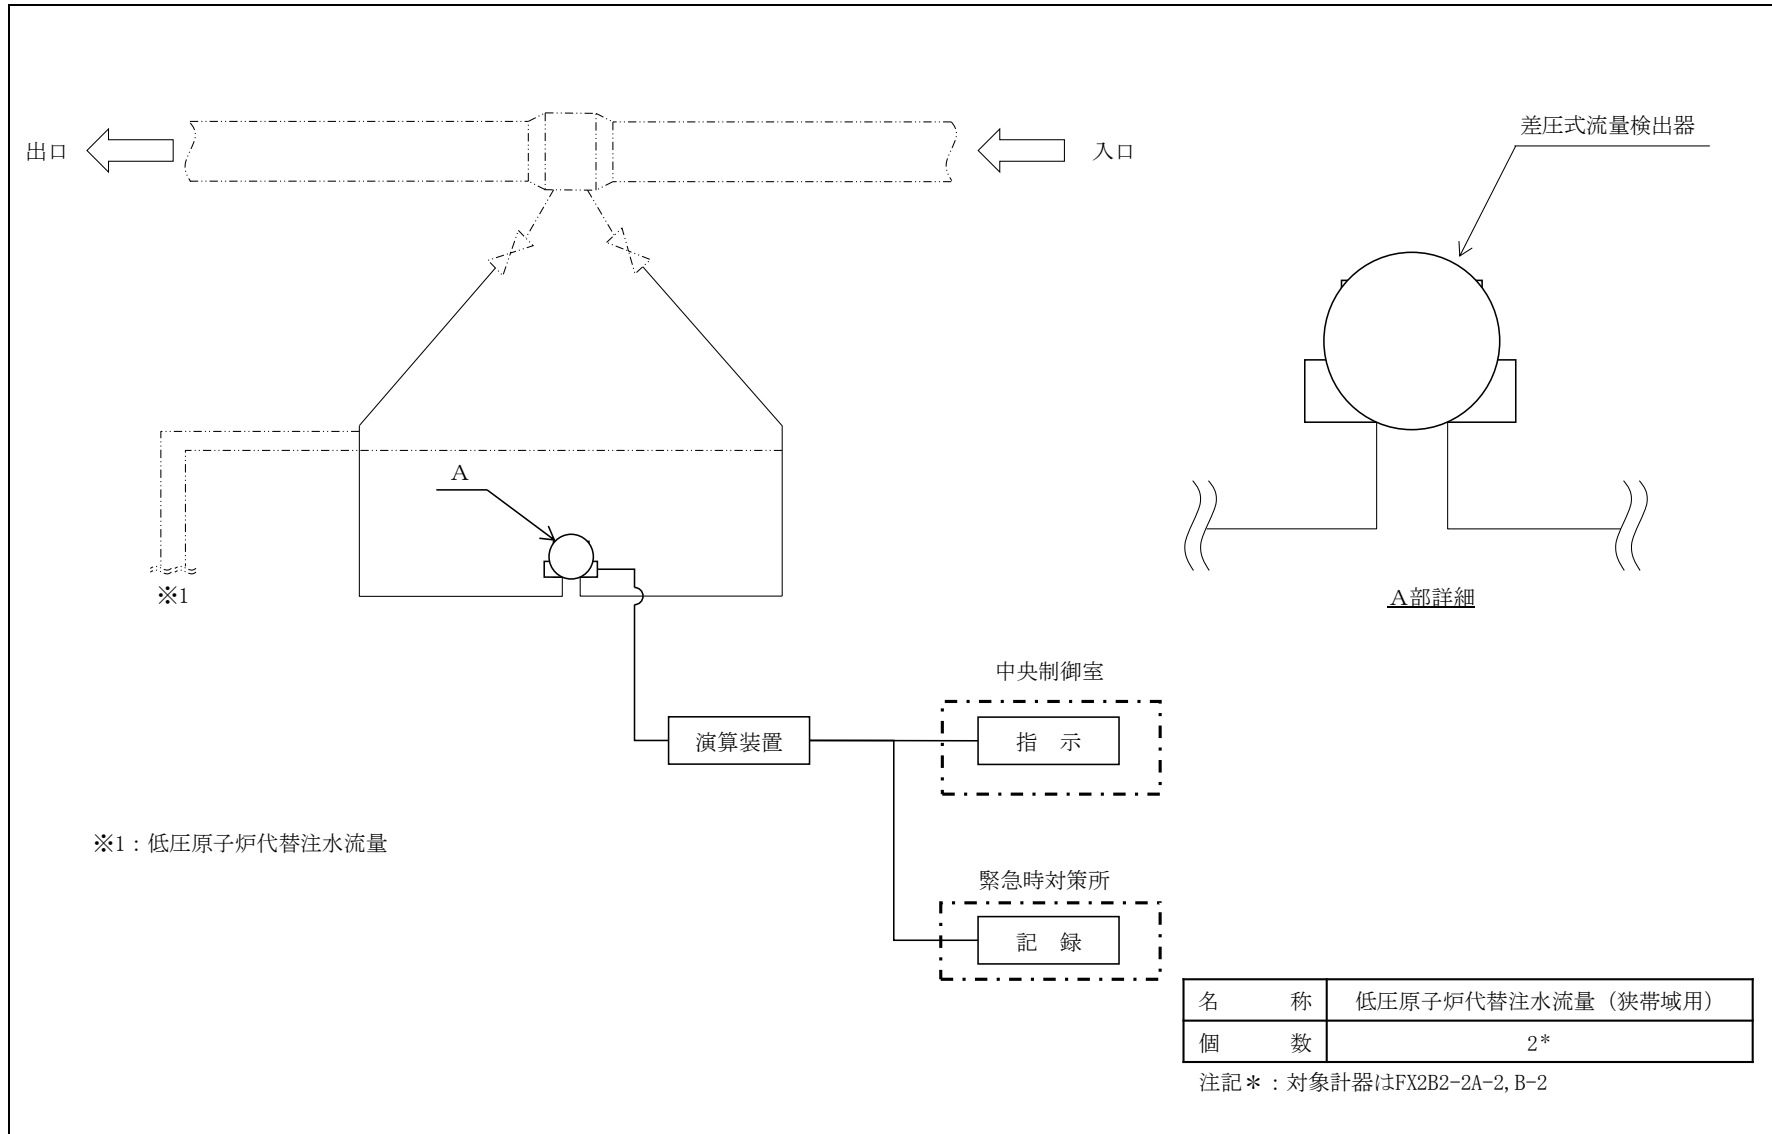 差圧式流量検出器
出口
入口
A
※1
A部詳細
中央制御室
演算装置
指 示
※1：低圧原子炉代替注水流量
緊急時対策所
記 録
名 称 低圧原子炉代替注水流量（狭帯域用）
個 数 2*
注記＊：対象計器はFX2B2-2A-2,B-2